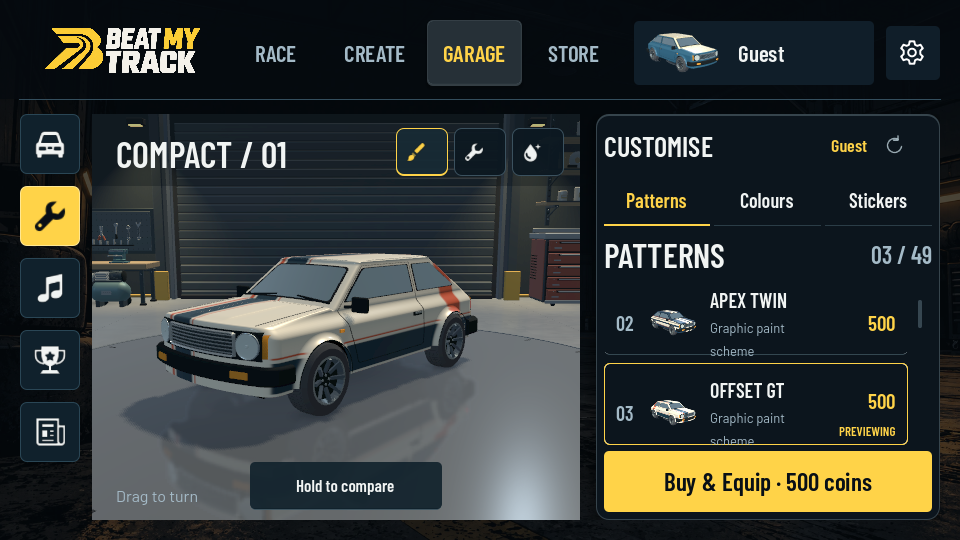 BEAT MY
TRACK
RACE
CREATE
GARAGE
STORE
Guest
COMPACT / 01
Drag to turn
Hold to compare
CUSTOMISE
Guest
Patterns
Colours
Stickers
PATTERNS
03 / 49
02
APEX TWIN
Graphic paint
scheme
500
03
OFFSET GT
Graphic paint
scheme
500
PREVIEWING
Buy & Equip · 500 coins